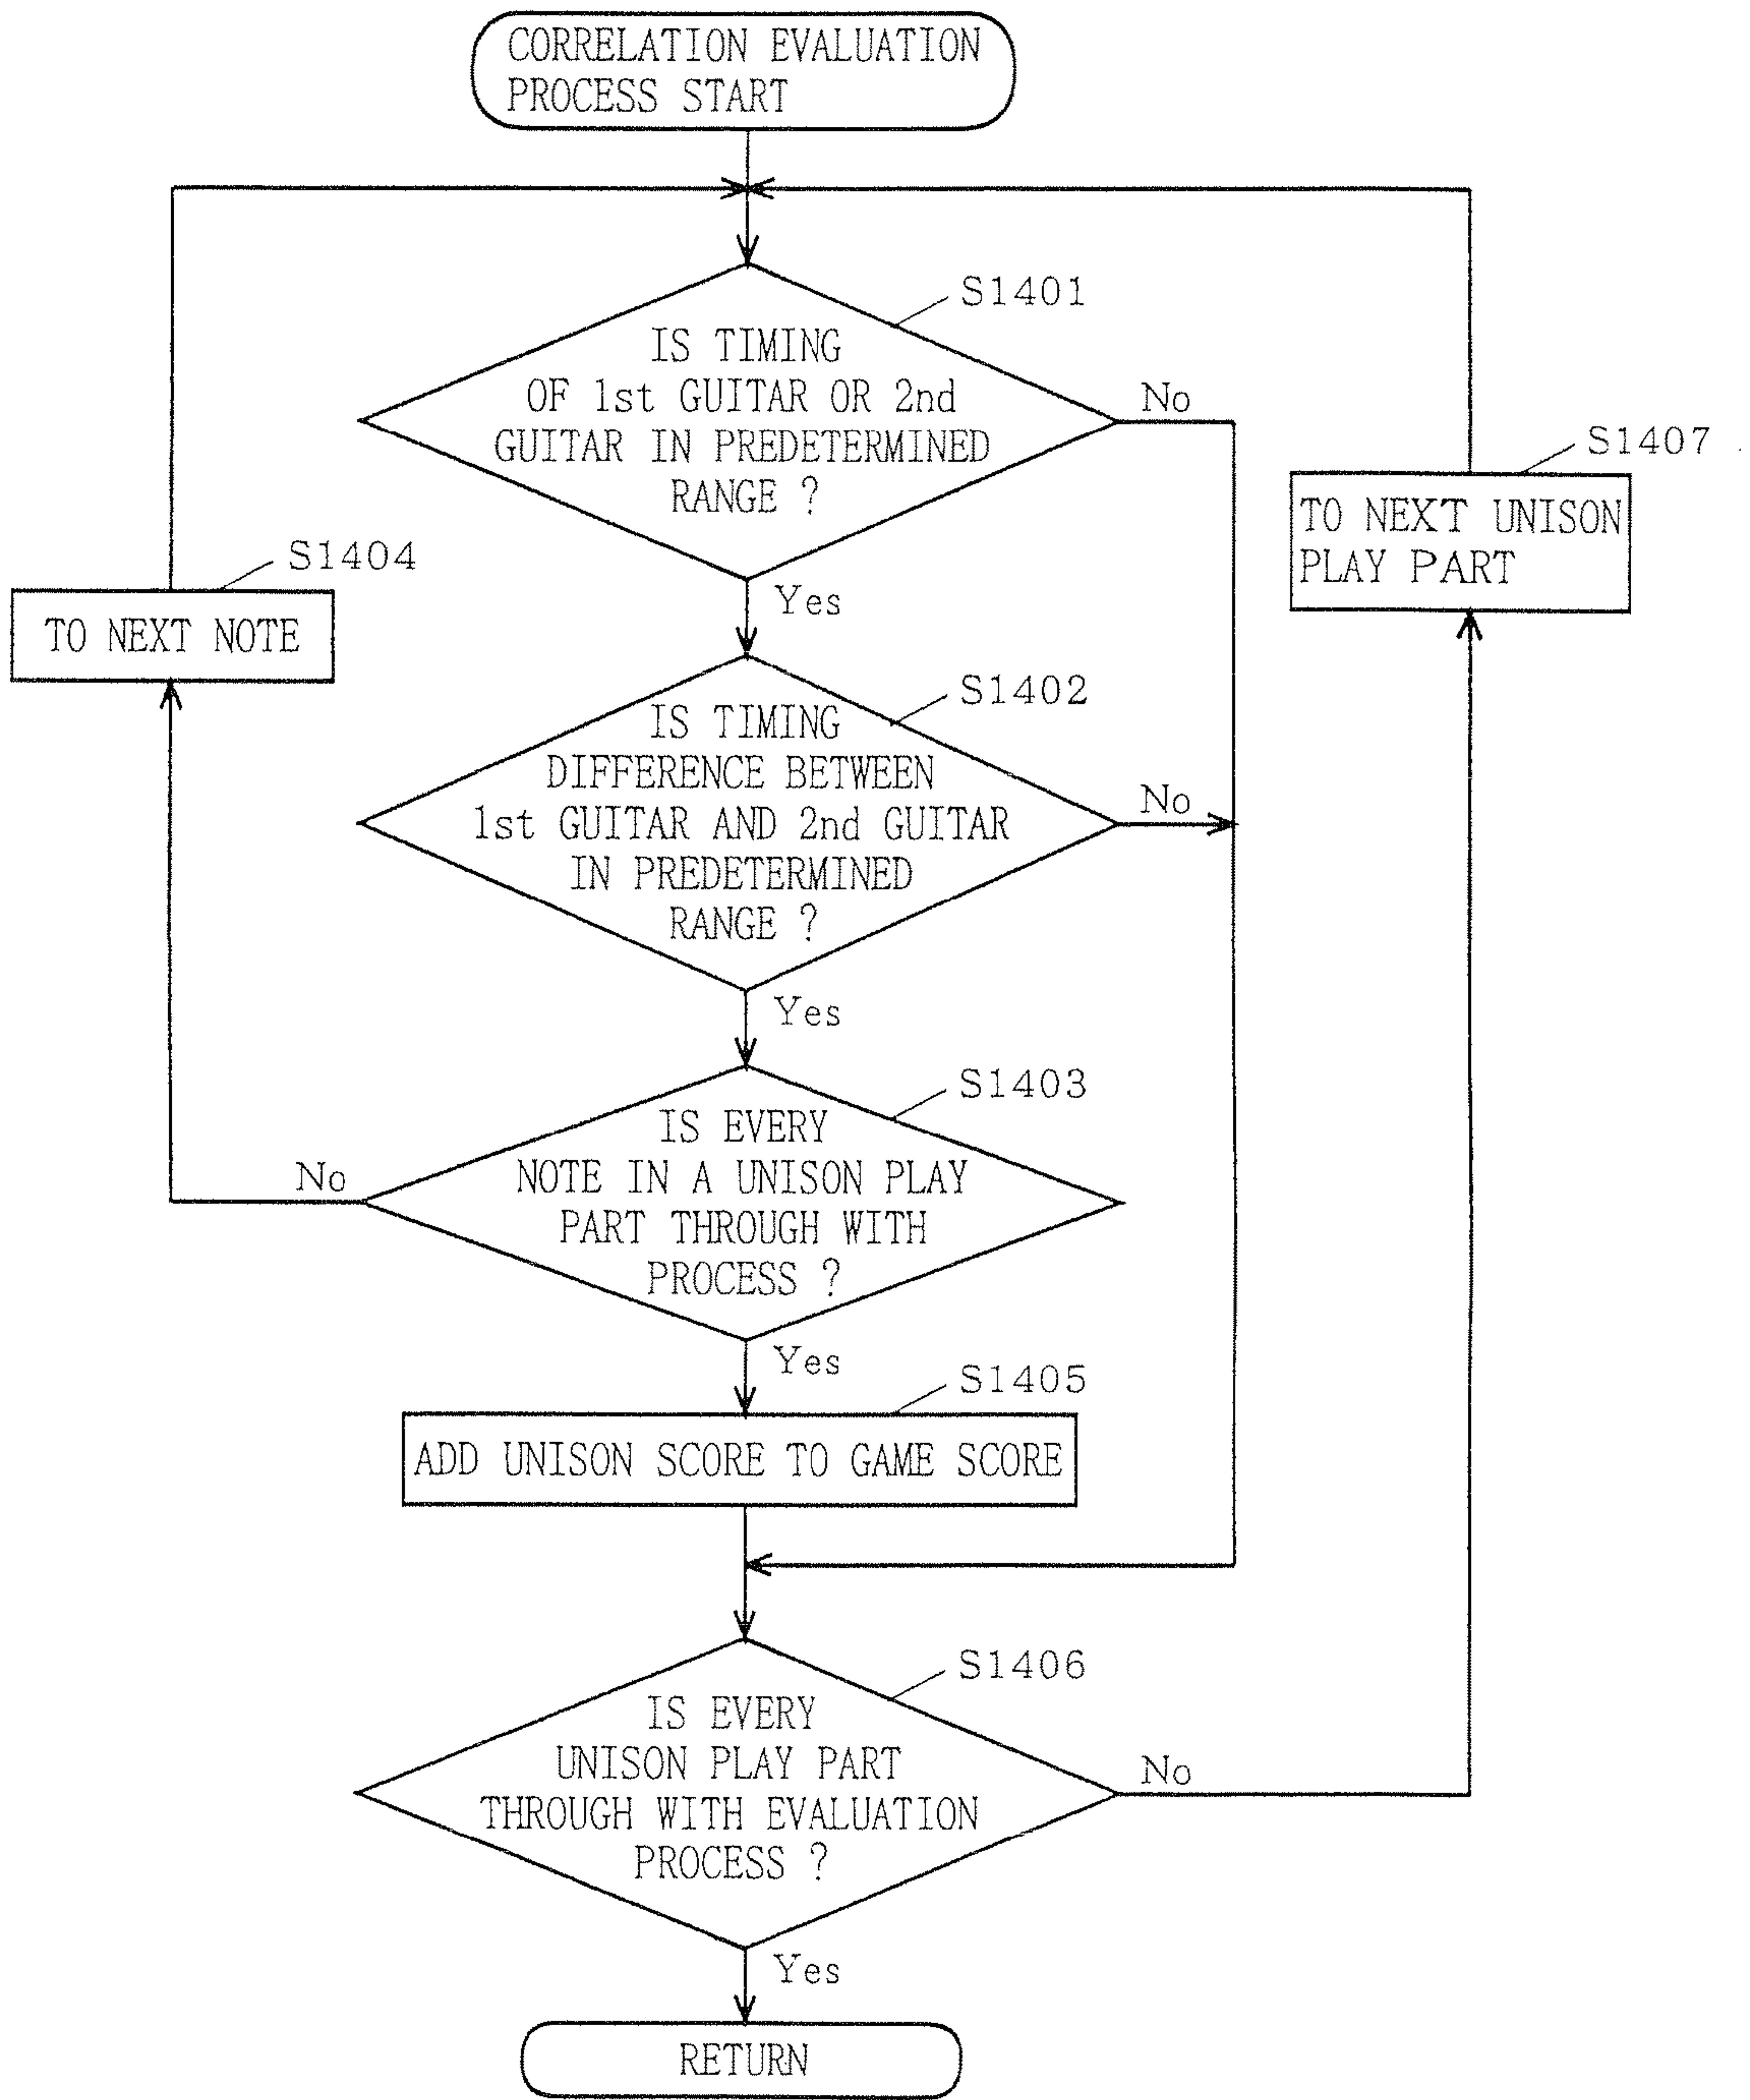 CORRELATION EVALUATION
PROCESS START
S1401
IS TIMING
OF 1st GUITAR OR 2nd
GUITAR IN PREDETERMINED
RANGE ?
No
Yes
S1407
TO NEXT UNISON
PLAY PART
S1404
TO NEXT NOTE
S1402
IS TIMING
DIFFERENCE BETWEEN
1st GUITAR AND 2nd GUITAR
IN PREDETERMINED
RANGE ?
No
Yes
S1403
IS EVERY
NOTE IN A UNISON PLAY
PART THROUGH WITH
PROCESS ?
No
Yes
S1405
ADD UNISON SCORE TO GAME SCORE
S1406
IS EVERY
UNISON PLAY PART
THROUGH WITH EVALUATION
PROCESS ?
No
Yes
RETURN